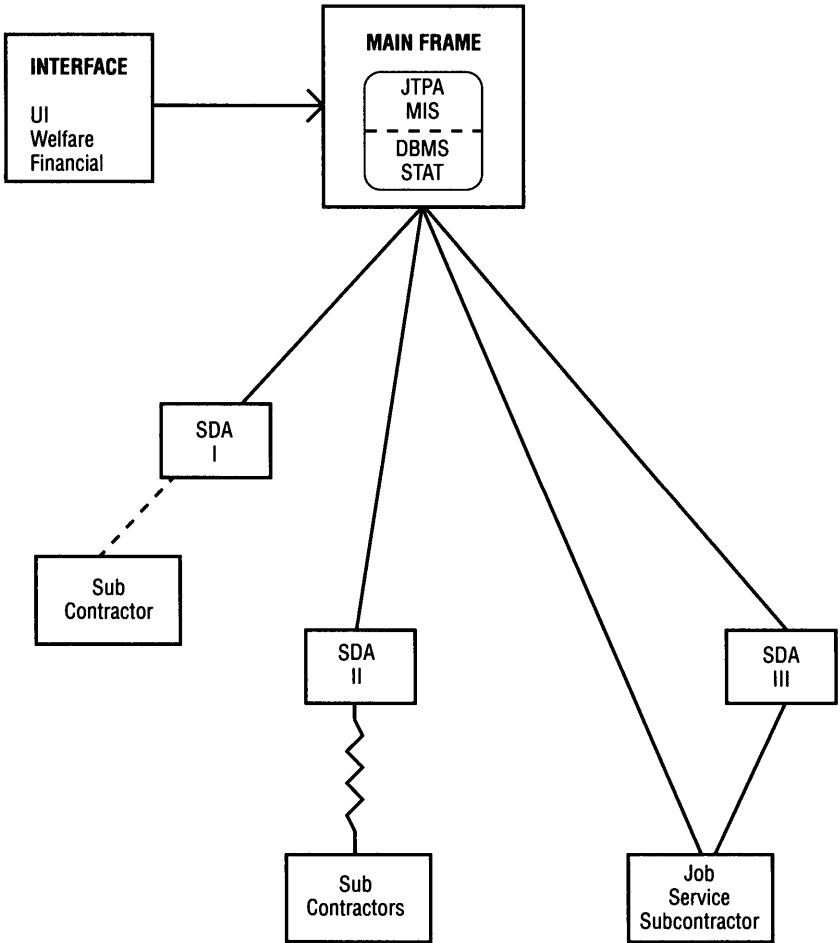 INTERFACE
UI
Welfare
Financial
MAIN FRAME
JTPA
MIS
DBMS
STAT
SDA
I
Sub
Contractor
SDA
II
Sub
Contractors
SDA
III
Job
Service
Subcontractor